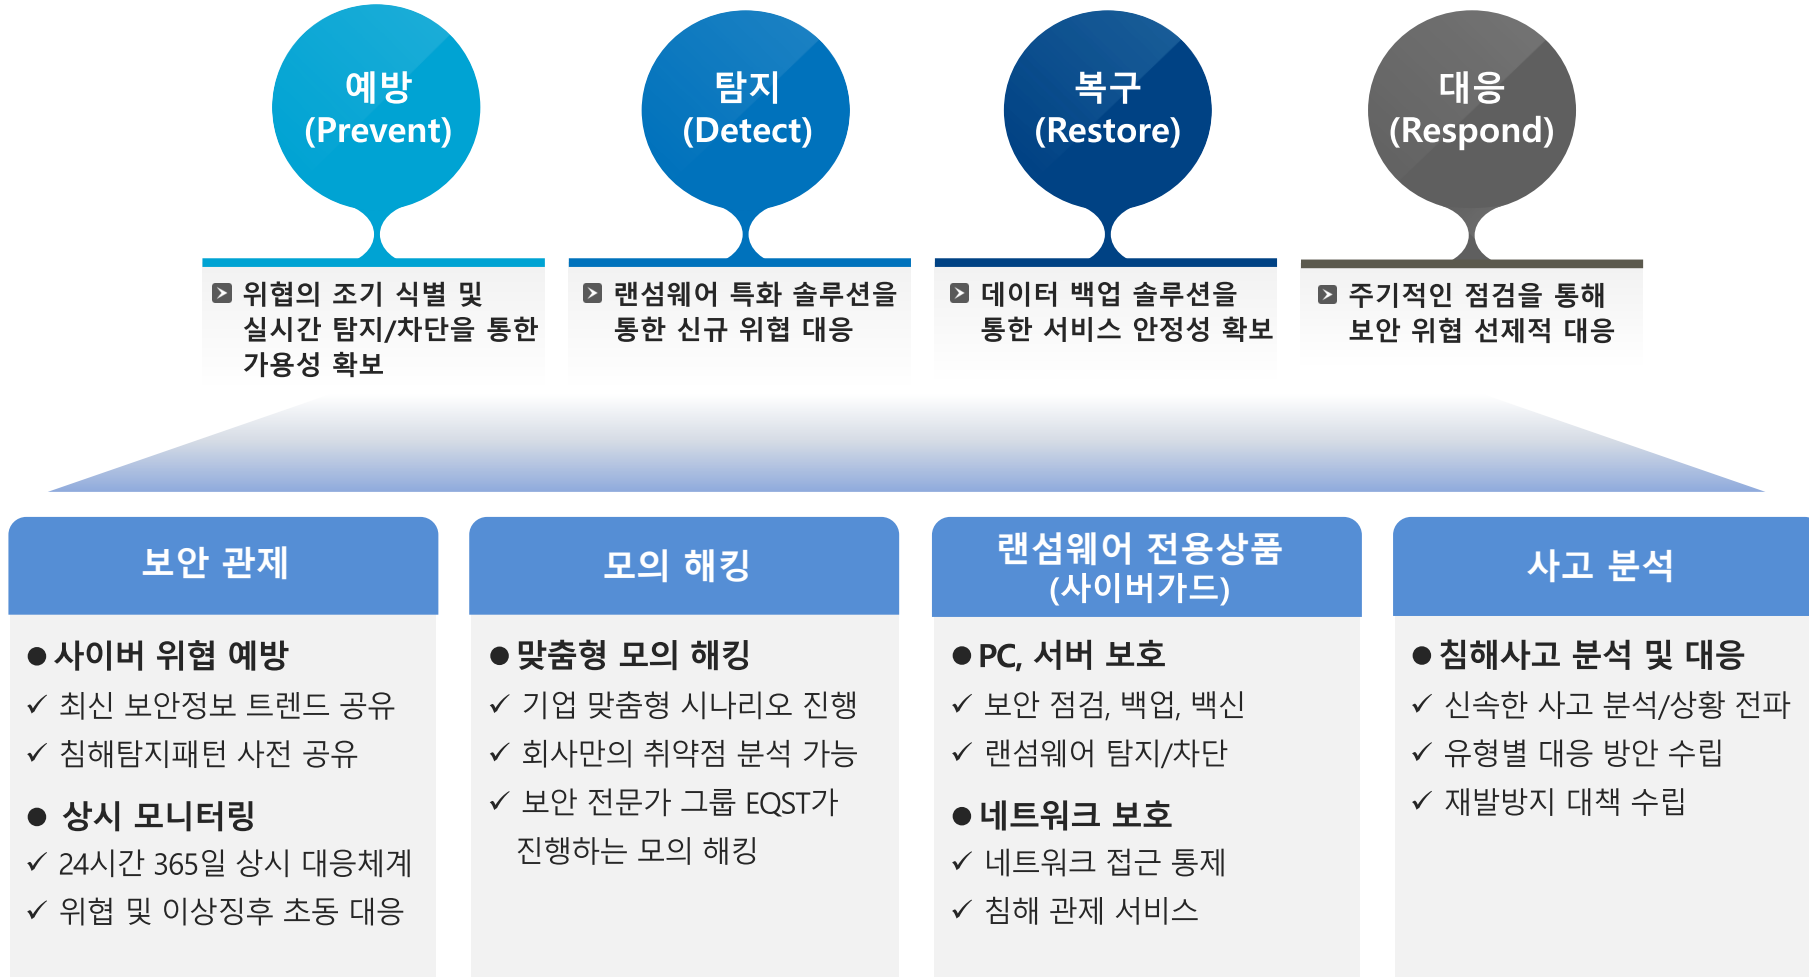 예방
(Prevent)
탐지
(Detect)
복구
(Restore)
대응
(Respond)
위협의 조기 식별 및
실시간 탐지/차단을 통한
가용성 확보
랜섬웨어 특화 솔루션을
통한 신규 위협 대응
데이터 백업 솔루션을
통한 서비스 안정성 확보
주기적인 점검을 통해
보안 위협 선제적 대응
보안 관제
● 사이버 위협 예방
✓ 최신 보안정보 트렌드 공유
✓ 침해탐지패턴 사전 공유
● 상시 모니터링
✓ 24시간 365일 상시 대응체계
✓ 위협 및 이상징후 초동 대응
모의 해킹
● 맞춤형 모의 해킹
✓ 기업 맞춤형 시나리오 진행
✓ 회사만의 취약점 분석 가능
✓ 보안 전문가 그룹 EQST가
진행하는 모의 해킹
랜섬웨어 전용상품
(사이버가드)
● PC, 서버 보호
✓ 보안 점검, 백업, 백신
✓ 랜섬웨어 탐지/차단
● 네트워크 보호
✓ 네트워크 접근 통제
✓ 침해 관제 서비스
사고 분석
● 침해사고 분석 및 대응
✓ 신속한 사고 분석/상황 전파
✓ 유형별 대응 방안 수립
✓ 재발방지 대책 수립